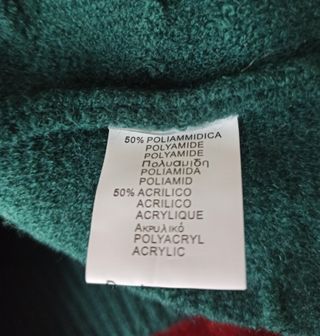 50% POLIAMMIDICA
POLYAMIDE
POLYAMIDE
Πολυαμιδη
POLIAMIDA
POLIAMID
50% ACRILICO
ACRILICO
ACRYLIQUE
Ακρυλικό
POLYACRYL
ACRYLIC